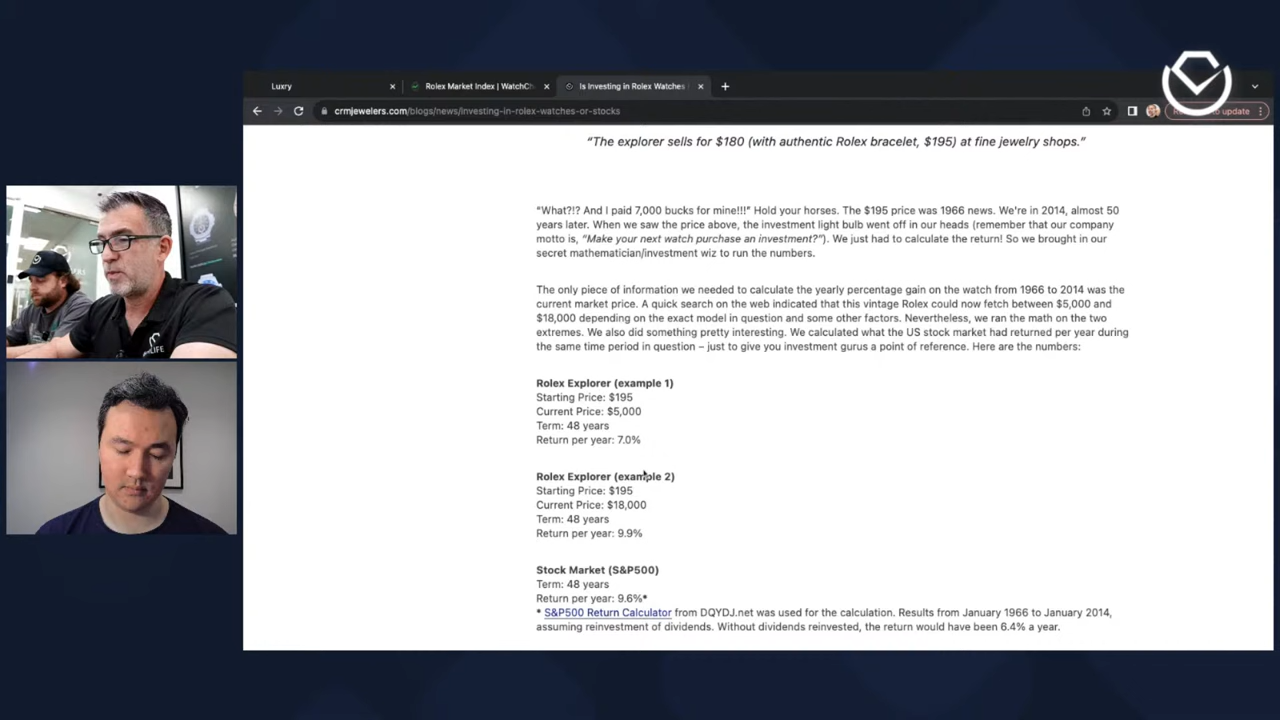 Luxry
Rolex Market Index | WatchCh
Is Investing in Rolex Watches
crmjewelers.com/blogs/news/investing-in-rolex-watches-or-stocks
to update
“The explorer sells for $180 (with authentic Rolex bracelet, $195) at fine jewelry shops.”
“What?!? And I paid 7,000 bucks for mine!!!” Hold your horses. The $195 price was 1966 news. We're in 2014, almost 50
years later. When we saw the price above, the investment light bulb went off in our heads (remember that our company
motto is, “Make your next watch purchase an investment?”). We just had to calculate the return! So we brought in our
secret mathematician/investment wiz to run the numbers.
The only piece of information we needed to calculate the yearly percentage gain on the watch from 1966 to 2014 was the
current market price. A quick search on the web indicated that this vintage Rolex could now fetch between $5,000 and
$18,000 depending on the exact model in question and some other factors. Nevertheless, we ran the math on the two
extremes. We also did something pretty interesting. We calculated what the US stock market had returned per year during
the same time period in question – just to give you investment gurus a point of reference. Here are the numbers:
Rolex Explorer (example 1)
Starting Price: $195
Current Price: $5,000
Term: 48 years
Return per year: 7.0%
Rolex Explorer (example 2)
Starting Price: $195
Current Price: $18,000
Term: 48 years
Return per year: 9.9%
Stock Market (S&P500)
Term: 48 years
Return per year: 9.6%*
* S&P500 Return Calculator from DQYDJ.net was used for the calculation. Results from January 1966 to January 2014,
assuming reinvestment of dividends. Without dividends reinvested, the return would have been 6.4% a year.